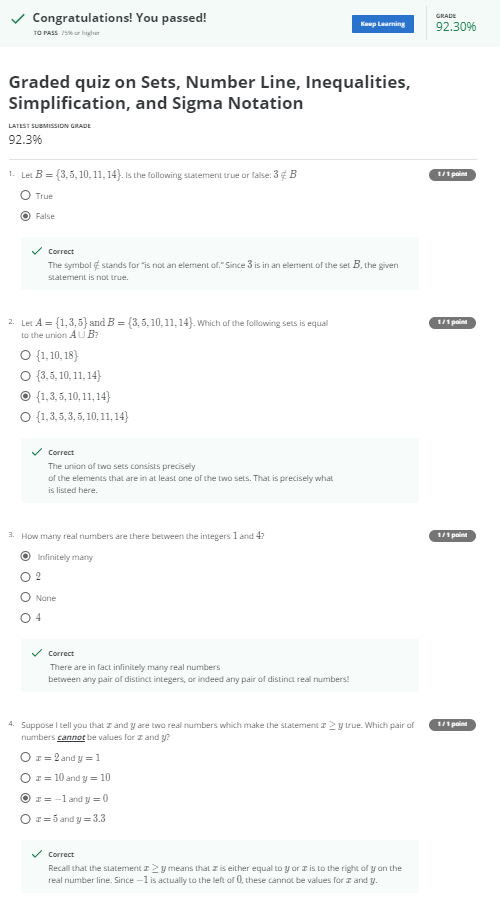 Congratulations! You passed!
TO PASS 75% or higher
Keep Learning
GRADE
92.30%
Graded quiz on Sets, Number Line, Inequalities,
Simplification, and Sigma Notation
LATEST SUBMISSION GRADE
92.3%
1. Let B = {3, 5, 10, 11, 14}. Is the following statement true or false: 3 ∉ B
1 / 1 point
True
False
Correct
The symbol ∉ stands for “is not an element of.” Since 3 is in an element of the set B, the given
statement is not true.
2. Let A = {1, 3, 5} and B = {3, 5, 10, 11, 14}. Which of the following sets is equal
to the union A ∪ B?
1 / 1 point
{1, 10, 18}
{3, 5, 10, 11, 14}
{1, 3, 5, 10, 11, 14}
{1, 3, 5, 3, 5, 10, 11, 14}
Correct
The union of two sets consists precisely
of the elements that are in at least one of the two sets. That is precisely what
is listed here.
3. How many real numbers are there between the integers 1 and 4?
1 / 1 point
Infinitely many
2
None
4
Correct
There are in fact infinitely many real numbers
between any pair of distinct integers, or indeed any pair of distinct real numbers!
4. Suppose I tell you that x and y are two real numbers which make the statement x ≥ y true. Which pair of
numbers cannot be values for x and y?
1 / 1 point
x = 2 and y = 1
x = 10 and y = 10
x = −1 and y = 0
x = 5 and y = 3.3
Correct
Recall that the statement x ≥ y means that x is either equal to y or x is to the right of y on the
real number line. Since −1 is actually to the left of 0, these cannot be values for x and y.